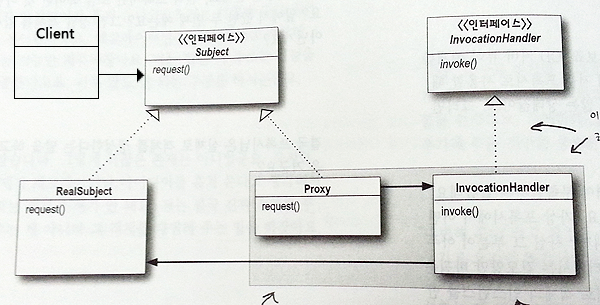 Client
<<인터페이스>>
Subject
request()
<<인터페이스>>
InvocationHandler
invoke()
RealSubject
request()
Proxy
request()
InvocationHandler
invoke()